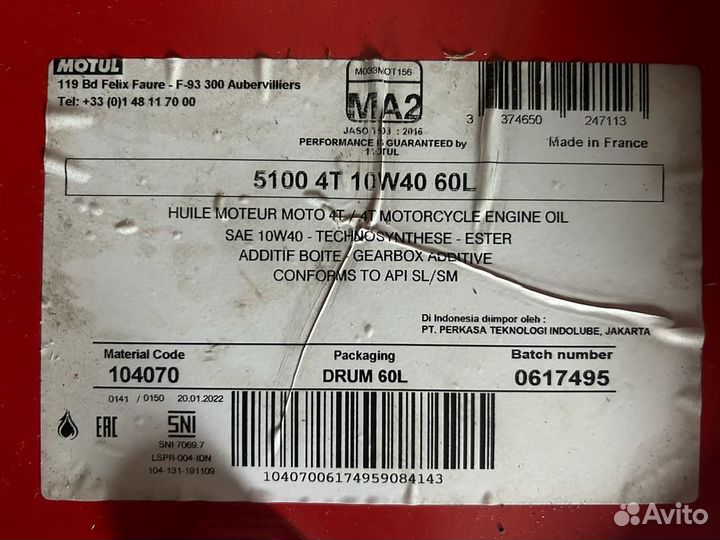 MOTUL
119 Bd Felix Faure - F-93 300 Aubervilliers
Tel: +33 (0)1 48 11 70 00
M033MOT156
MA2
JASO T903 : 2016
PERFORMANCE IS GUARANTEED by
MOTUL
3 374650 247113
Made in France
5100 4T 10W40 60L
HUILE MOTEUR MOTO 4T / 4T MOTORCYCLE ENGINE OIL
SAE 10W40 - TECHNOSYNTHESE - ESTER
ADDITIF BOITE - GEARBOX ADDITIVE
CONFORMS TO API SL/SM
Di Indonesia diimpor oleh :
PT. PERKASA TEKNOLOGI INDOLUBE, JAKARTA
Material Code
104070
Packaging
DRUM 60L
Batch number
0617495
0141 / 0150 20.01.2022
EAC
SNI
SNI 7069.7
LSPR-004-IDN
104-131-191109
10407006174959084143
Avito